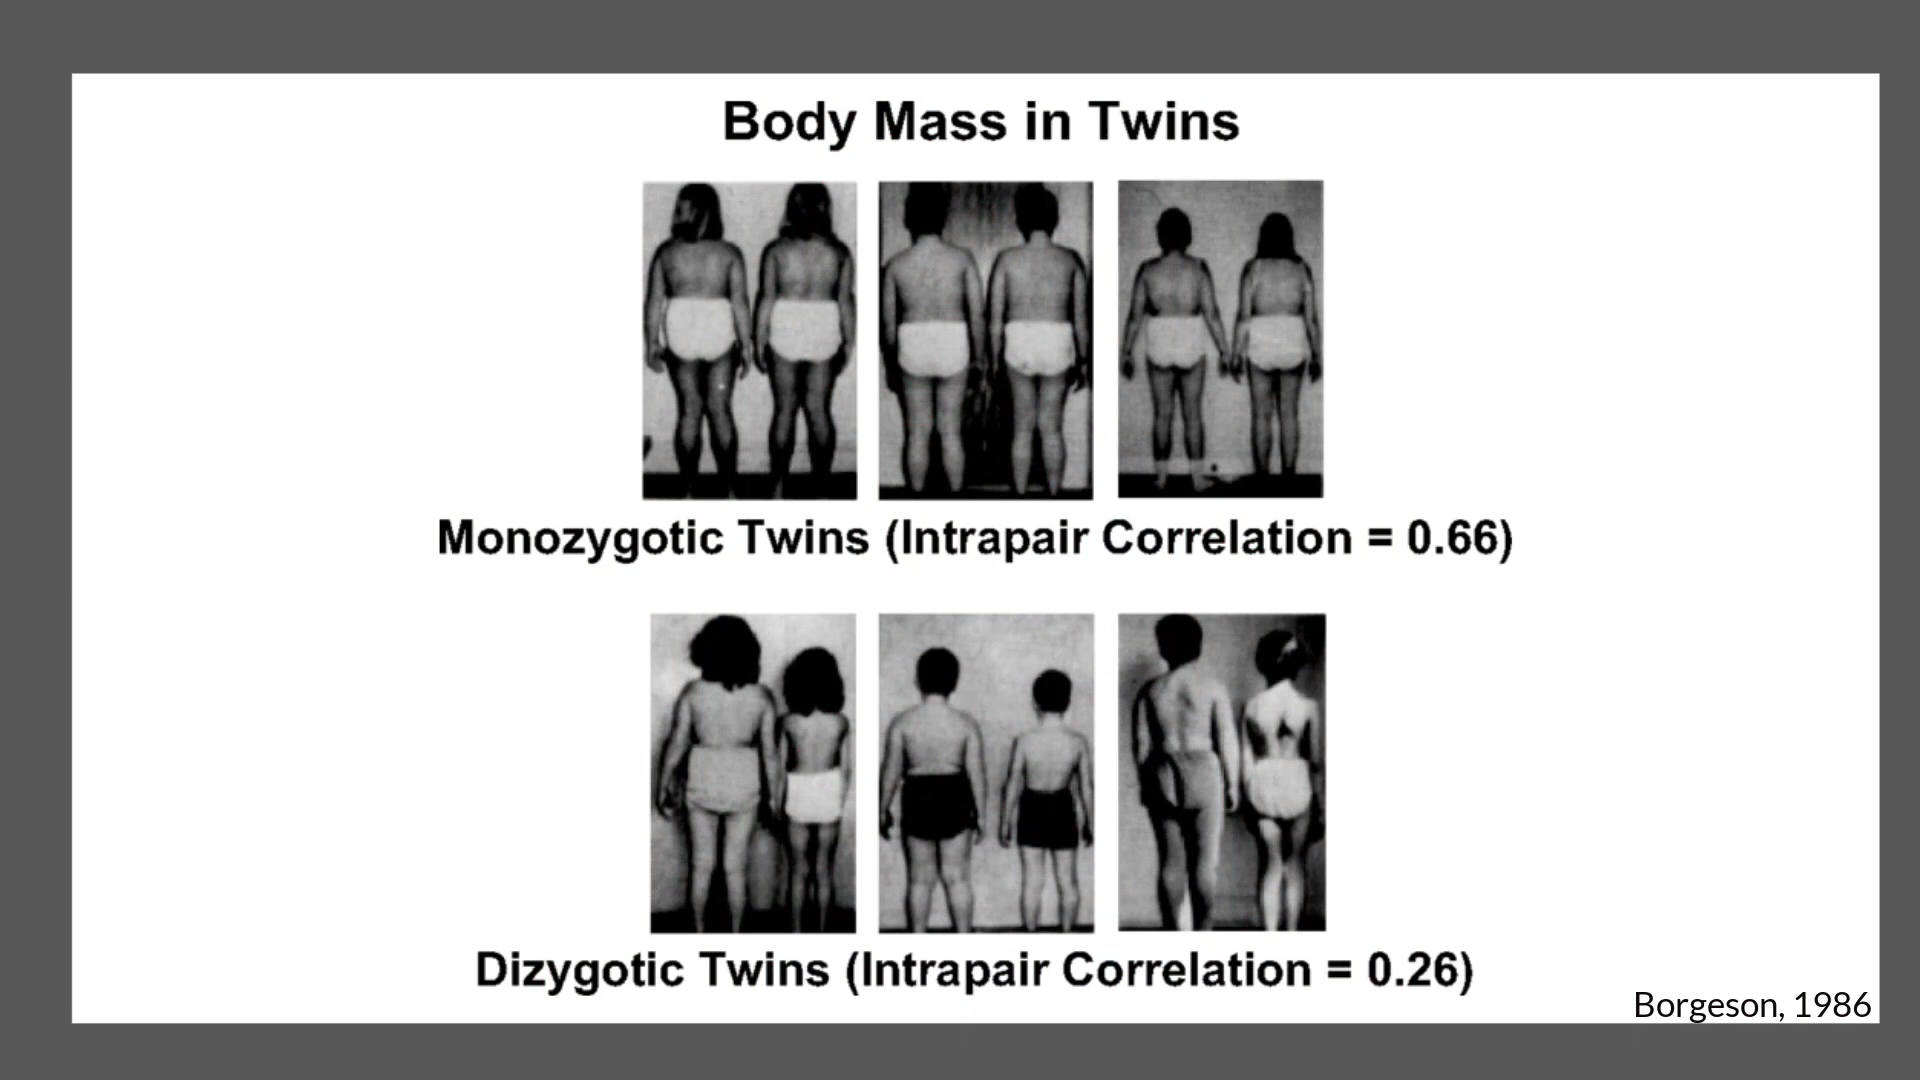 Body Mass in Twins
Monozygotic Twins (Intrapair Correlation = 0.66)
Dizygotic Twins (Intrapair Correlation = 0.26)
Borgeson, 1986